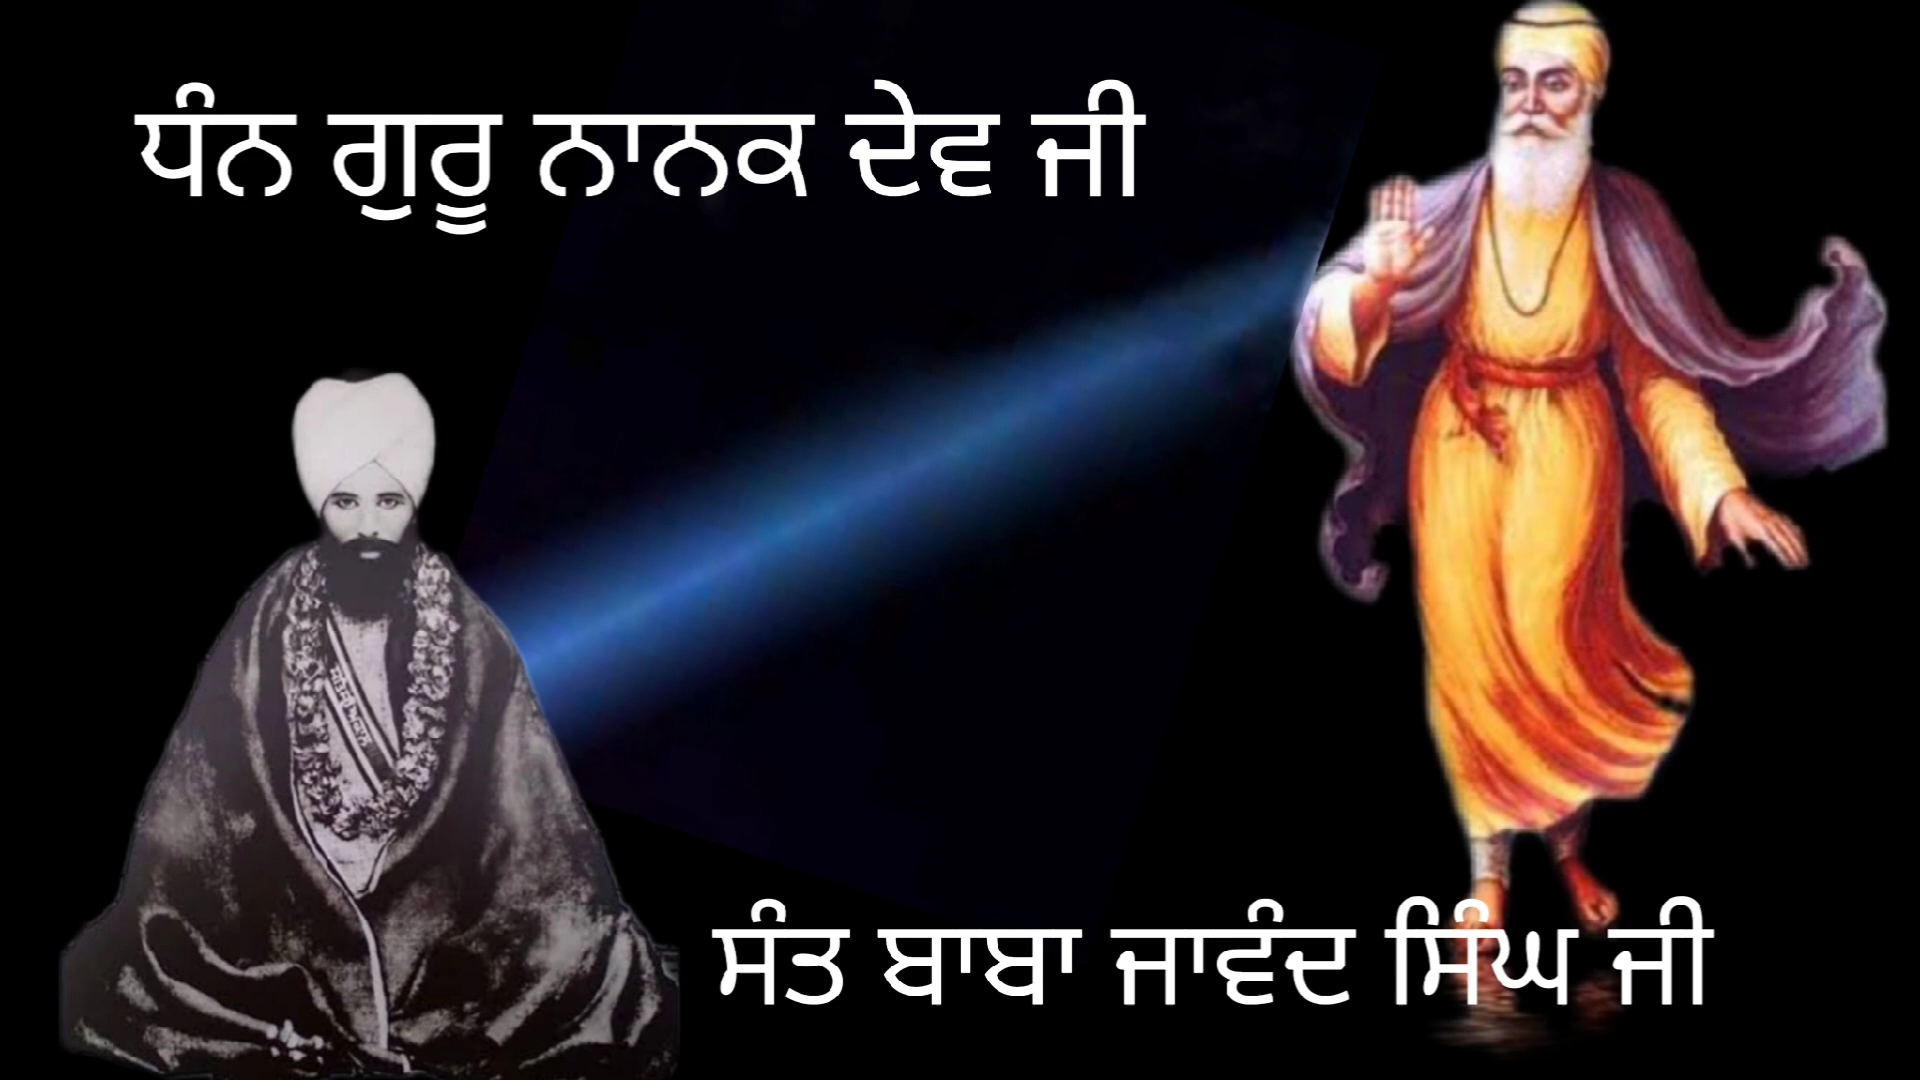 ਧੰਨ ਗੁਰੂ ਨਾਨਕ ਦੇਵ ਜੀ
ਸੰਤ ਬਾਬਾ ਜਾਵੰਦ ਸਿੰਘ ਜੀ